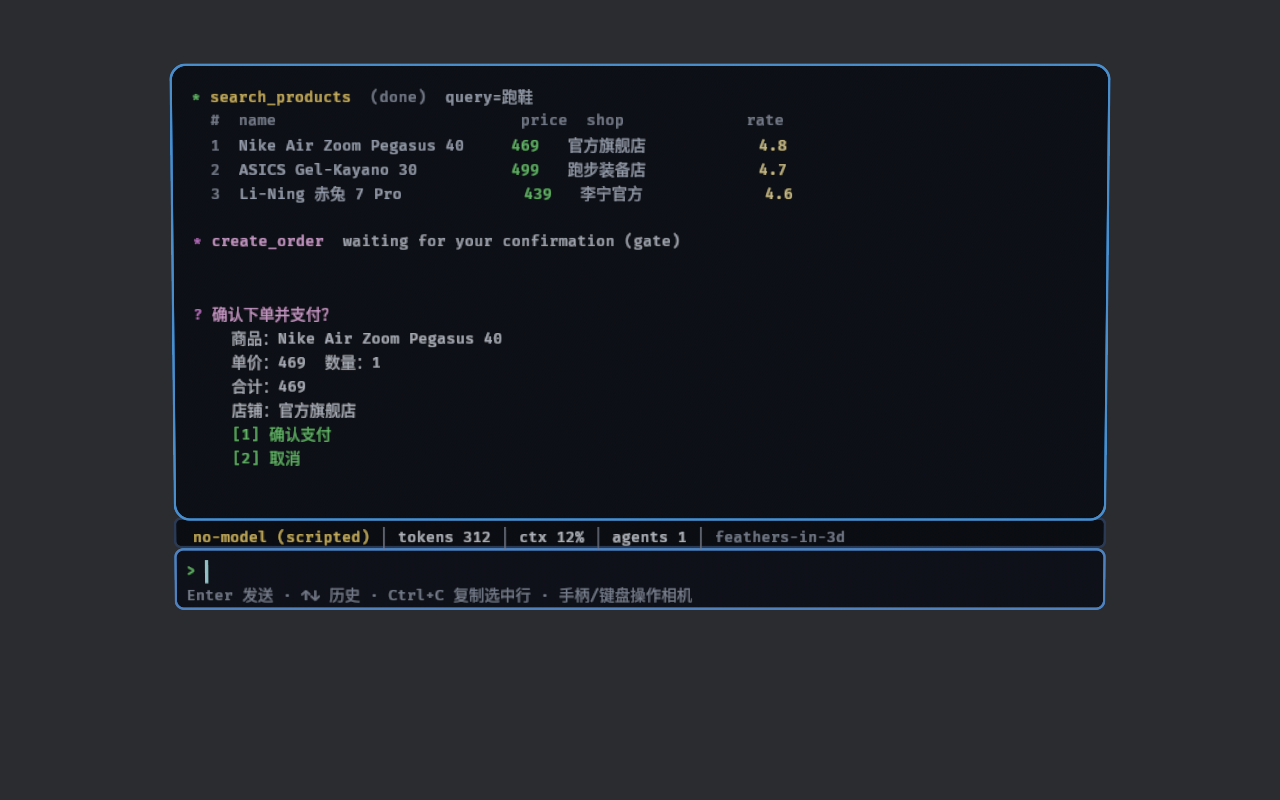 * search_products (done) query=跑鞋
# name price shop rate
1 Nike Air Zoom Pegasus 40 469 官方旗舰店 4.8
2 ASICS Gel-Kayano 30 499 跑步装备店 4.7
3 Li-Ning 赤兔 7 Pro 439 李宁官方 4.6
* create_order waiting for your confirmation (gate)
? 确认下单并支付?
商品: Nike Air Zoom Pegasus 40
单价: 469 数量: 1
合计: 469
店铺: 官方旗舰店
[1] 确认支付
[2] 取消
no-model (scripted) │ tokens 312 │ ctx 12% │ agents 1 │ feathers-in-3d
>
Enter 发送 · ↑↓ 历史 · Ctrl+C 复制选中行 · 手柄/键盘操作相机